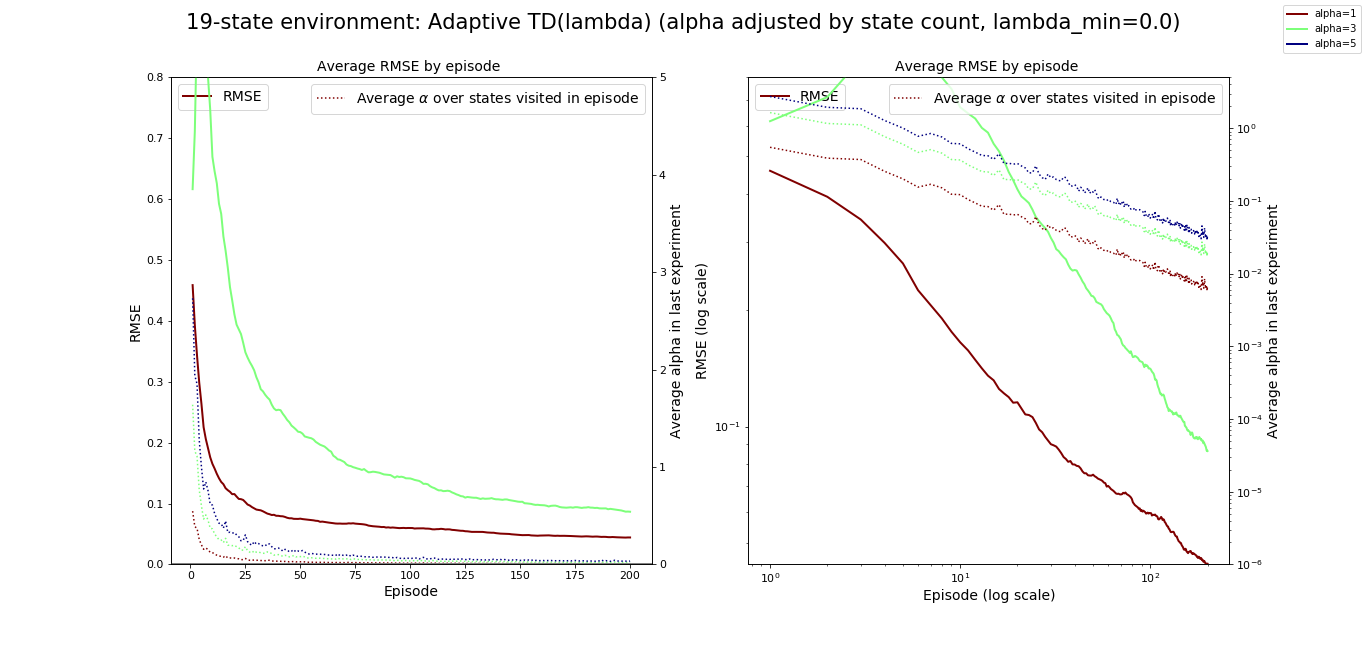 19-state environment: Adaptive TD(lambda) (alpha adjusted by state count, lambda_min=0.0)
alpha=1
alpha=3
alpha=5
Average RMSE by episode
RMSE
Average α over states visited in episode
0.8
0.7
0.6
0.5
0.4
0.3
0.2
0.1
0.0
RMSE
5
4
3
2
1
0
Average alpha in last experiment
0
25
50
75
100
125
150
175
200
Episode
Average RMSE by episode
RMSE
Average α over states visited in episode
RMSE (log scale)
10⁻¹
10⁰
10⁻¹
10⁻²
10⁻³
10⁻⁴
10⁻⁵
10⁻⁶
Average alpha in last experiment
10⁰
10¹
10²
Episode (log scale)